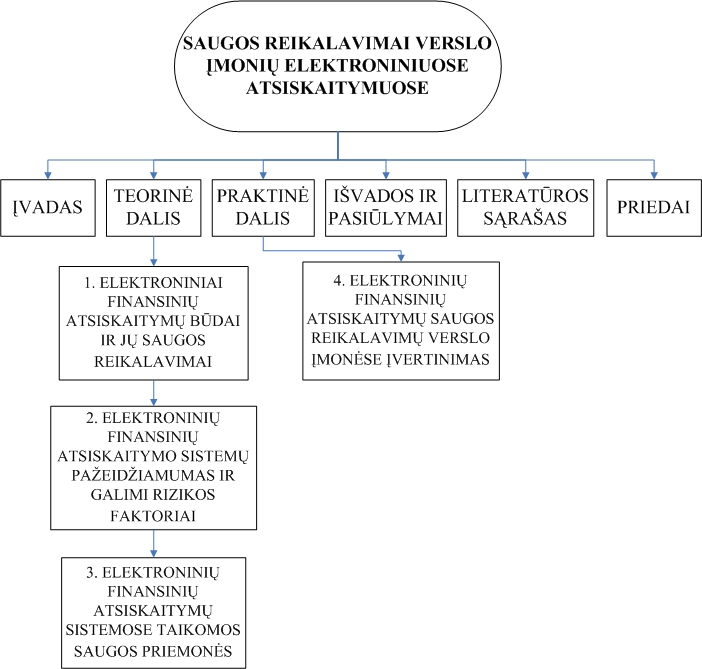 SAUGOS REIKALAVIMAI VERSLO
ĮMONIŲ ELEKTRONINIUOSE
ATSISKAITYMUOSE
ĮVADAS
TEORINĖ
DALIS
PRAKTINĖ
DALIS
IŠVADOS IR
PASIŪLYMAI
LITERATŪROS
SĄRAŠAS
PRIEDAI
1. ELEKTRONINIAI
FINANSINIŲ
ATSISKAITYMŲ BŪDAI
IR JŲ SAUGOS
REIKALAVIMAI
4. ELEKTRONINIŲ
FINANSINIŲ
ATSISKAITYMŲ SAUGOS
REIKALAVIMŲ VERSLO
ĮMONĖSE ĮVERTINIMAS
2. ELEKTRONINIŲ
FINANSINIŲ
ATSISKAITYMO SISTEMŲ
PAŽEIDŽIAMUMAS IR
GALIMI RIZIKOS
FAKTORIAI
3. ELEKTRONINIŲ
FINANSINIŲ
ATSISKAITYMŲ
SISTEMOSE TAIKOMOS
SAUGOS PRIEMONĖS